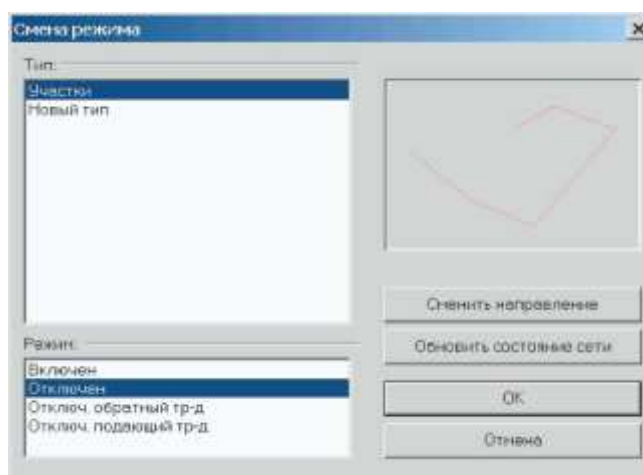 Смена режима
Тип:
Участки
Новый тип
Сменить направление
Обновить состояние сети
Режим:
Включен
Отключен
Отключ. обратный тр-д
Отключ. подающий тр-д
ОК
Отмена